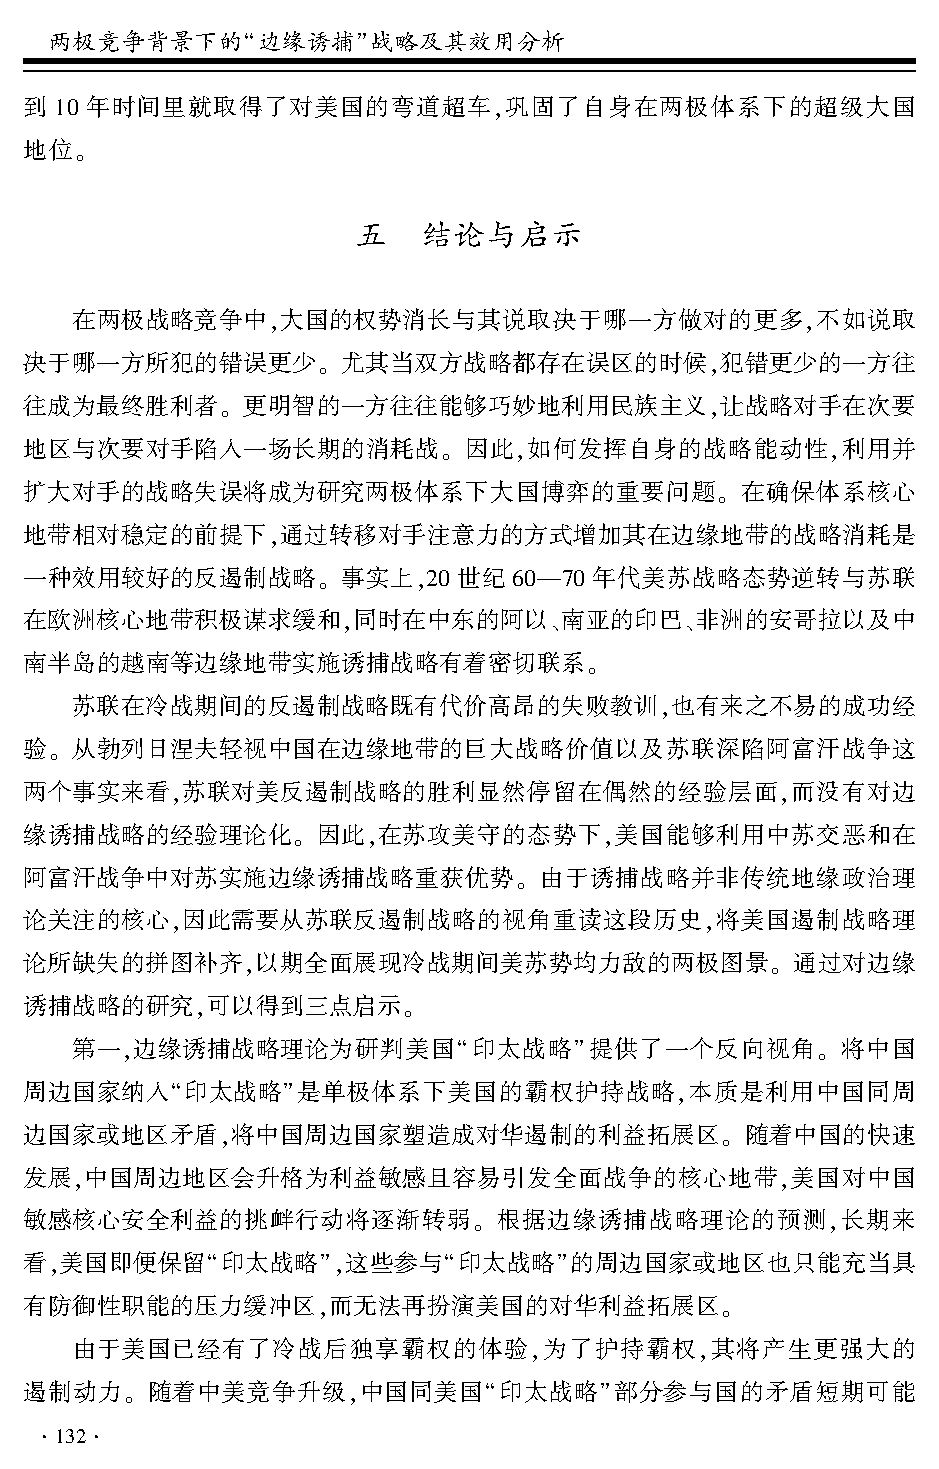 两极竞争背景下的“边缘诱捕”战略及其效用分析
到 10 年时间里就取得了对美国的弯道超车,巩固了自身在两极体系下的超级大国
地位。
五　结论与启示
在两极战略竞争中,大国的权势消长与其说取决于哪一方做对的更多,不如说取
决于哪一方所犯的错误更少。尤其当双方战略都存在误区的时候,犯错更少的一方往
往成为最终胜利者。更明智的一方往往能够巧妙地利用民族主义,让战略对手在次要
地区与次要对手陷入一场长期的消耗战。因此,如何发挥自身的战略能动性,利用并
扩大对手的战略失误将成为研究两极体系下大国博弈的重要问题。在确保体系核心
地带相对稳定的前提下,通过转移对手注意力的方式增加其在边缘地带的战略消耗是
一种效用较好的反遏制战略。事实上,20 世纪 60—70 年代美苏战略态势逆转与苏联
在欧洲核心地带积极谋求缓和,同时在中东的阿以、南亚的印巴、非洲的安哥拉以及中
南半岛的越南等边缘地带实施诱捕战略有着密切联系。
苏联在冷战期间的反遏制战略既有代价高昂的失败教训,也有来之不易的成功经
验。从勃列日涅夫轻视中国在边缘地带的巨大战略价值以及苏联深陷阿富汗战争这
两个事实来看,苏联对美反遏制战略的胜利显然停留在偶然的经验层面,而没有对边
缘诱捕战略的经验理论化。因此,在苏攻美守的态势下,美国能够利用中苏交恶和在
阿富汗战争中对苏实施边缘诱捕战略重获优势。由于诱捕战略并非传统地缘政治理
论关注的核心,因此需要从苏联反遏制战略的视角重读这段历史,将美国遏制战略理
论所缺失的拼图补齐,以期全面展现冷战期间美苏势均力敌的两极图景。通过对边缘
诱捕战略的研究,可以得到三点启示。
第一,边缘诱捕战略理论为研判美国“印太战略”提供了一个反向视角。将中国
周边国家纳入“印太战略”是单极体系下美国的霸权护持战略,本质是利用中国同周
边国家或地区矛盾,将中国周边国家塑造成对华遏制的利益拓展区。随着中国的快速
发展,中国周边地区会升格为利益敏感且容易引发全面战争的核心地带,美国对中国
敏感核心安全利益的挑衅行动将逐渐转弱。根据边缘诱捕战略理论的预测,长期来
看,美国即便保留“印太战略”,这些参与“印太战略”的周边国家或地区也只能充当具
有防御性职能的压力缓冲区,而无法再扮演美国的对华利益拓展区。
由于美国已经有了冷战后独享霸权的体验,为了护持霸权,其将产生更强大的
遏制动力。随着中美竞争升级,中国同美国“印太战略”部分参与国的矛盾短期可能
· 132 ·